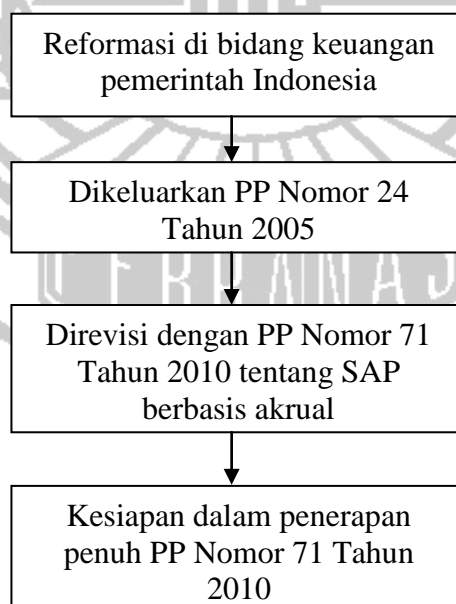 Reformasi di bidang keuangan
pemerintah Indonesia
Dikeluarkan PP Nomor 24
Tahun 2005
Direvisi dengan PP Nomor 71
Tahun 2010 tentang SAP
berbasis akrual
Kesiapan dalam penerapan
penuh PP Nomor 71 Tahun
2010